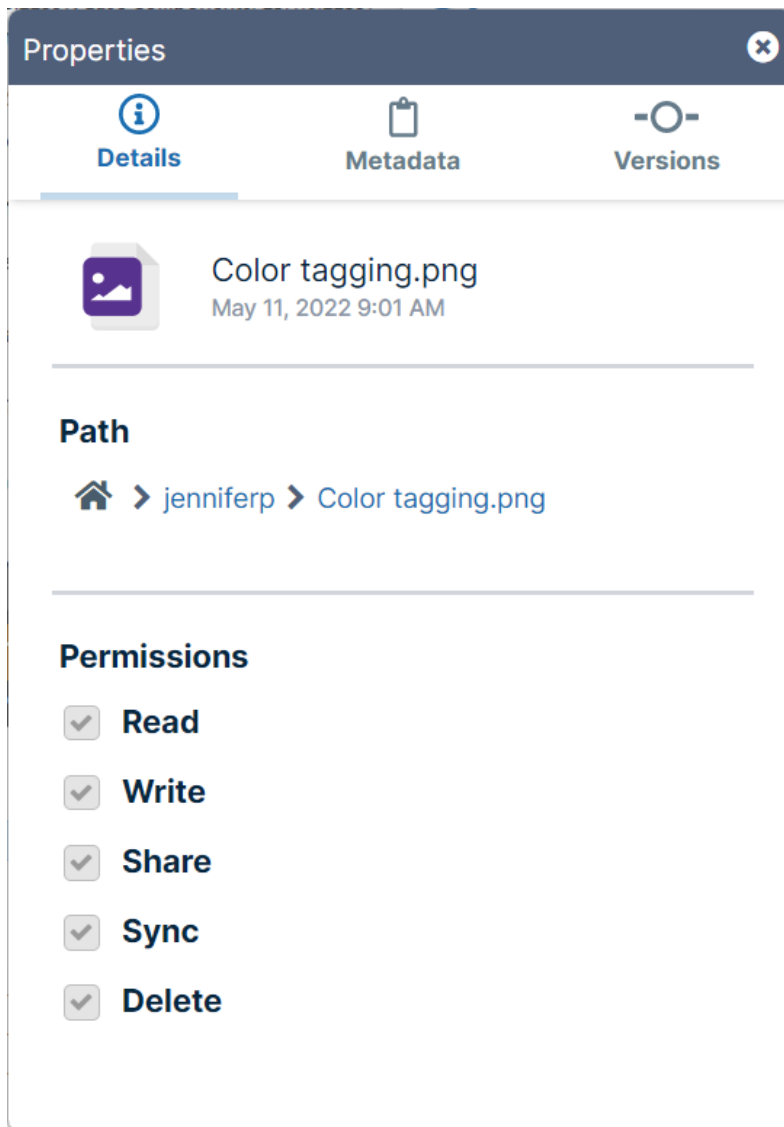 Properties
Details Metadata Versions
Color tagging.png
May 11, 2022 9:01 AM
Path
jenniferp Color tagging.png
Permissions
Read
Write
Share
Sync
Delete